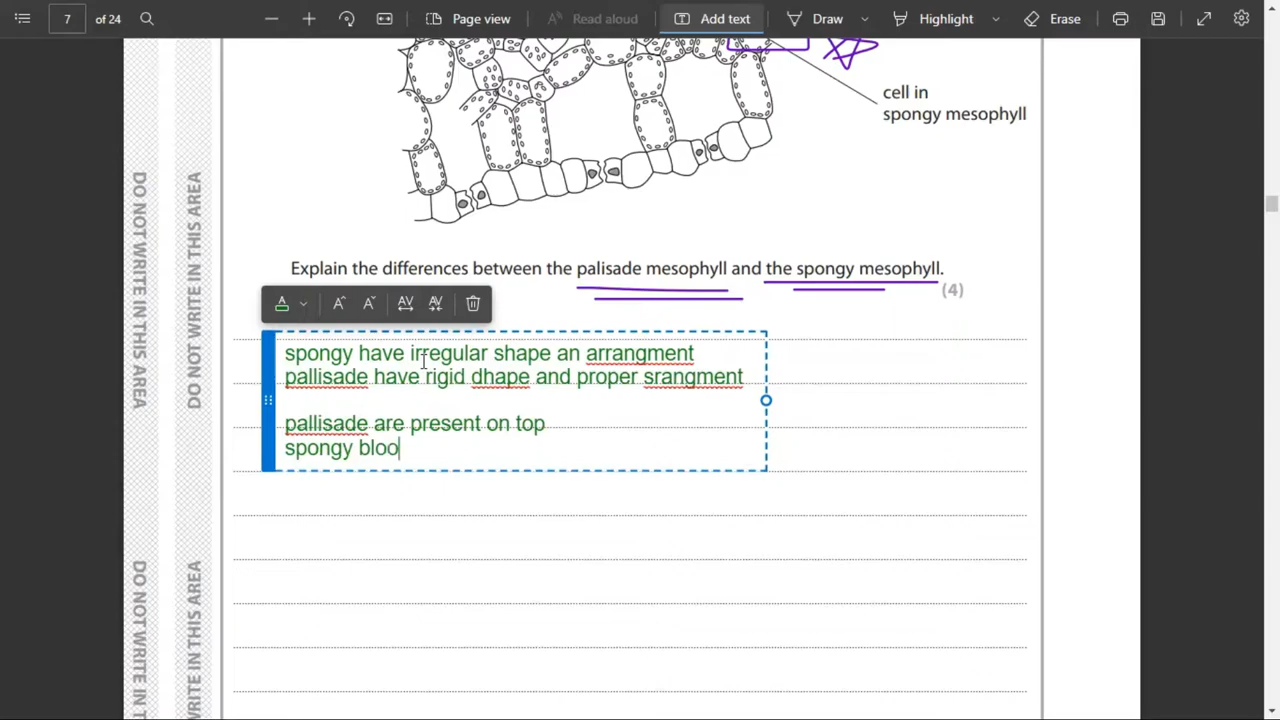 7 of 24 Page view Read aloud Add text Draw Highlight Erase
cell in
spongy mesophyll
Explain the differences between the palisade mesophyll and the spongy mesophyll.
(4)
spongy have irregular shape an arrangment
pallisade have rigid dhape and proper srangment
pallisade are present on top
spongy bloo
DO NOT WRITE IN THIS AREA
DO NOT WRITE IN THIS AREA
DO NOT WRITE IN T
WRITE IN THIS AREA